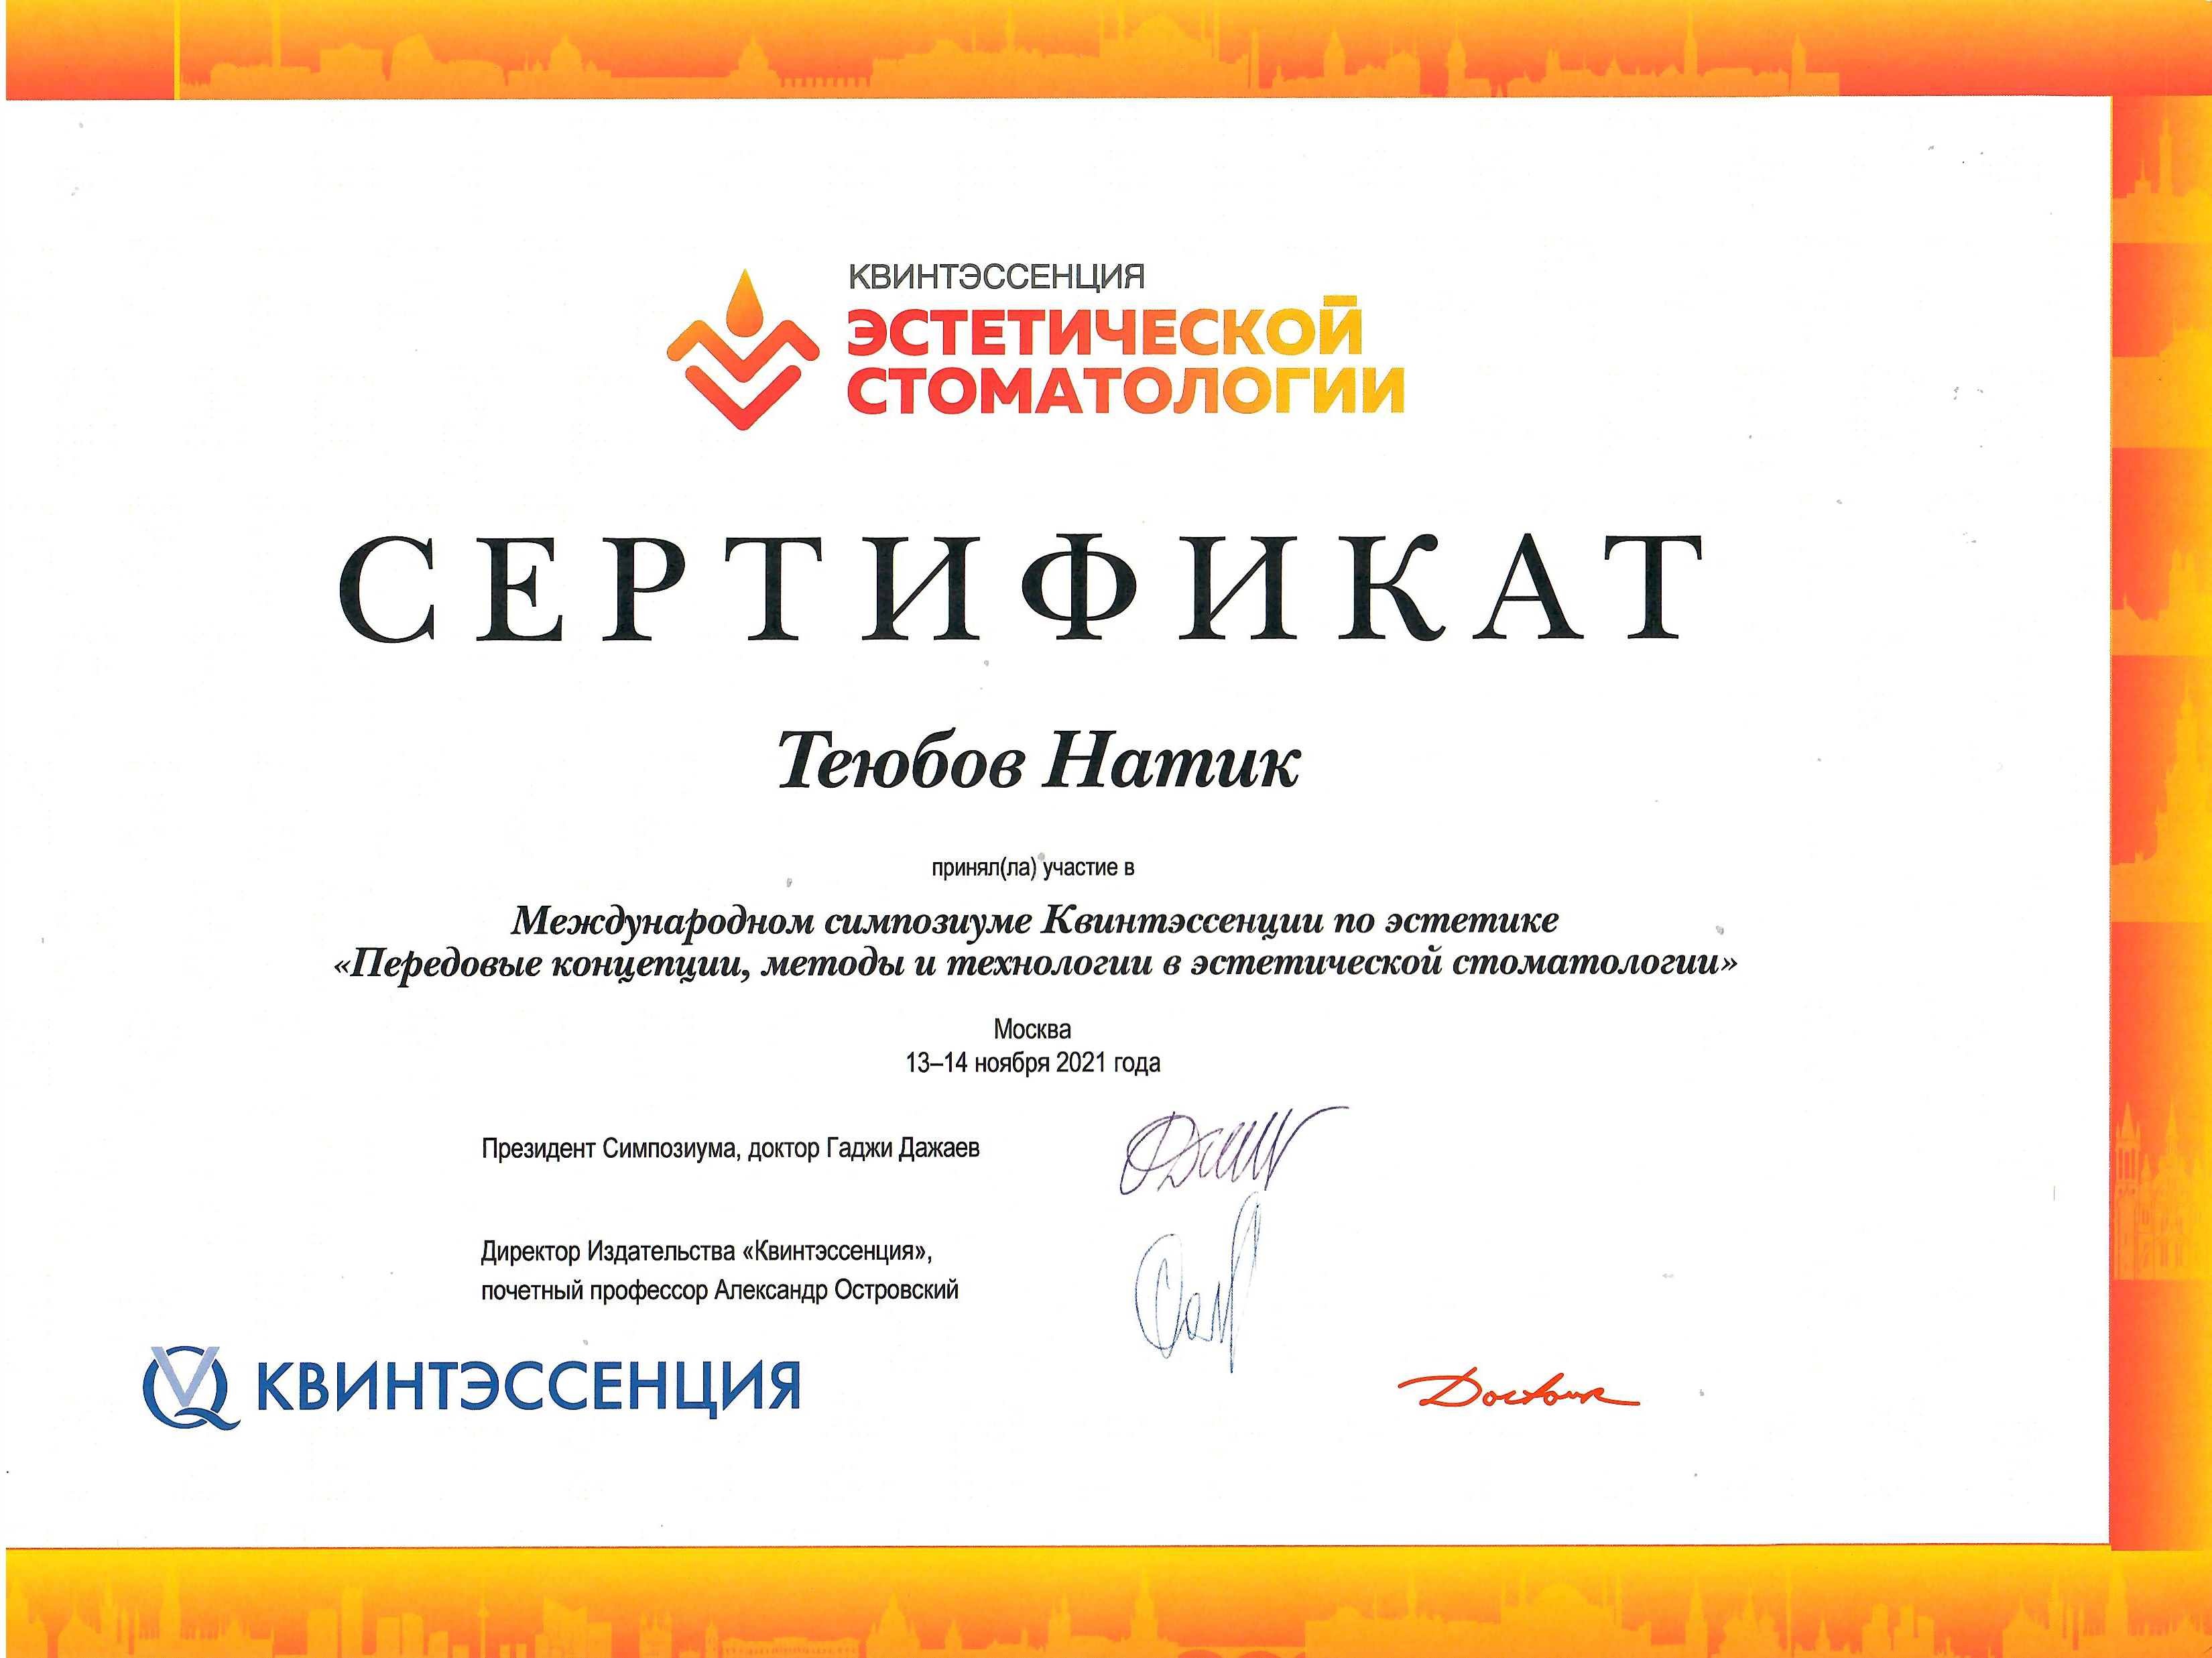 КВИНТЭССЕНЦИЯ
ЭСТЕТИЧЕСКОЙ
СТОМАТОЛОГИИ
СЕРТИФИКАТ
Теюбов Натик
принял(ла) участие в
Международном симпозиуме Квинтэссенции по эстетике
«Передовые концепции, методы и технологии в эстетической стоматологии»
Москва
13–14 ноября 2021 года
Президент Симпозиума, доктор Гаджи Дажаев
Директор Издательства «Квинтэссенция»,
почетный профессор Александр Островский
КВИНТЭССЕНЦИЯ